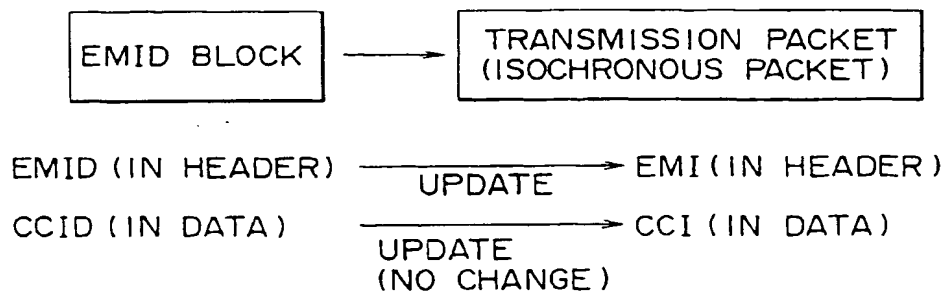 EMID BLOCK
TRANSMISSION PACKET
(ISOCHRONOUS PACKET)
EMID (IN HEADER)
UPDATE
EMI (IN HEADER)
CCID (IN DATA)
UPDATE
(NO CHANGE)
CCI (IN DATA)